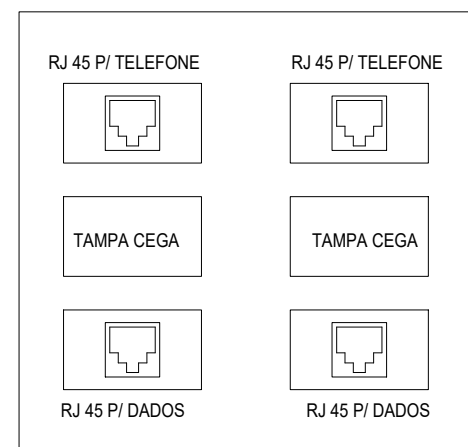 RJ 45 P/ TELEFONE
RJ 45 P/ TELEFONE
TAMPA CEGA
TAMPA CEGA
RJ 45 P/ DADOS
RJ 45 P/ DADOS